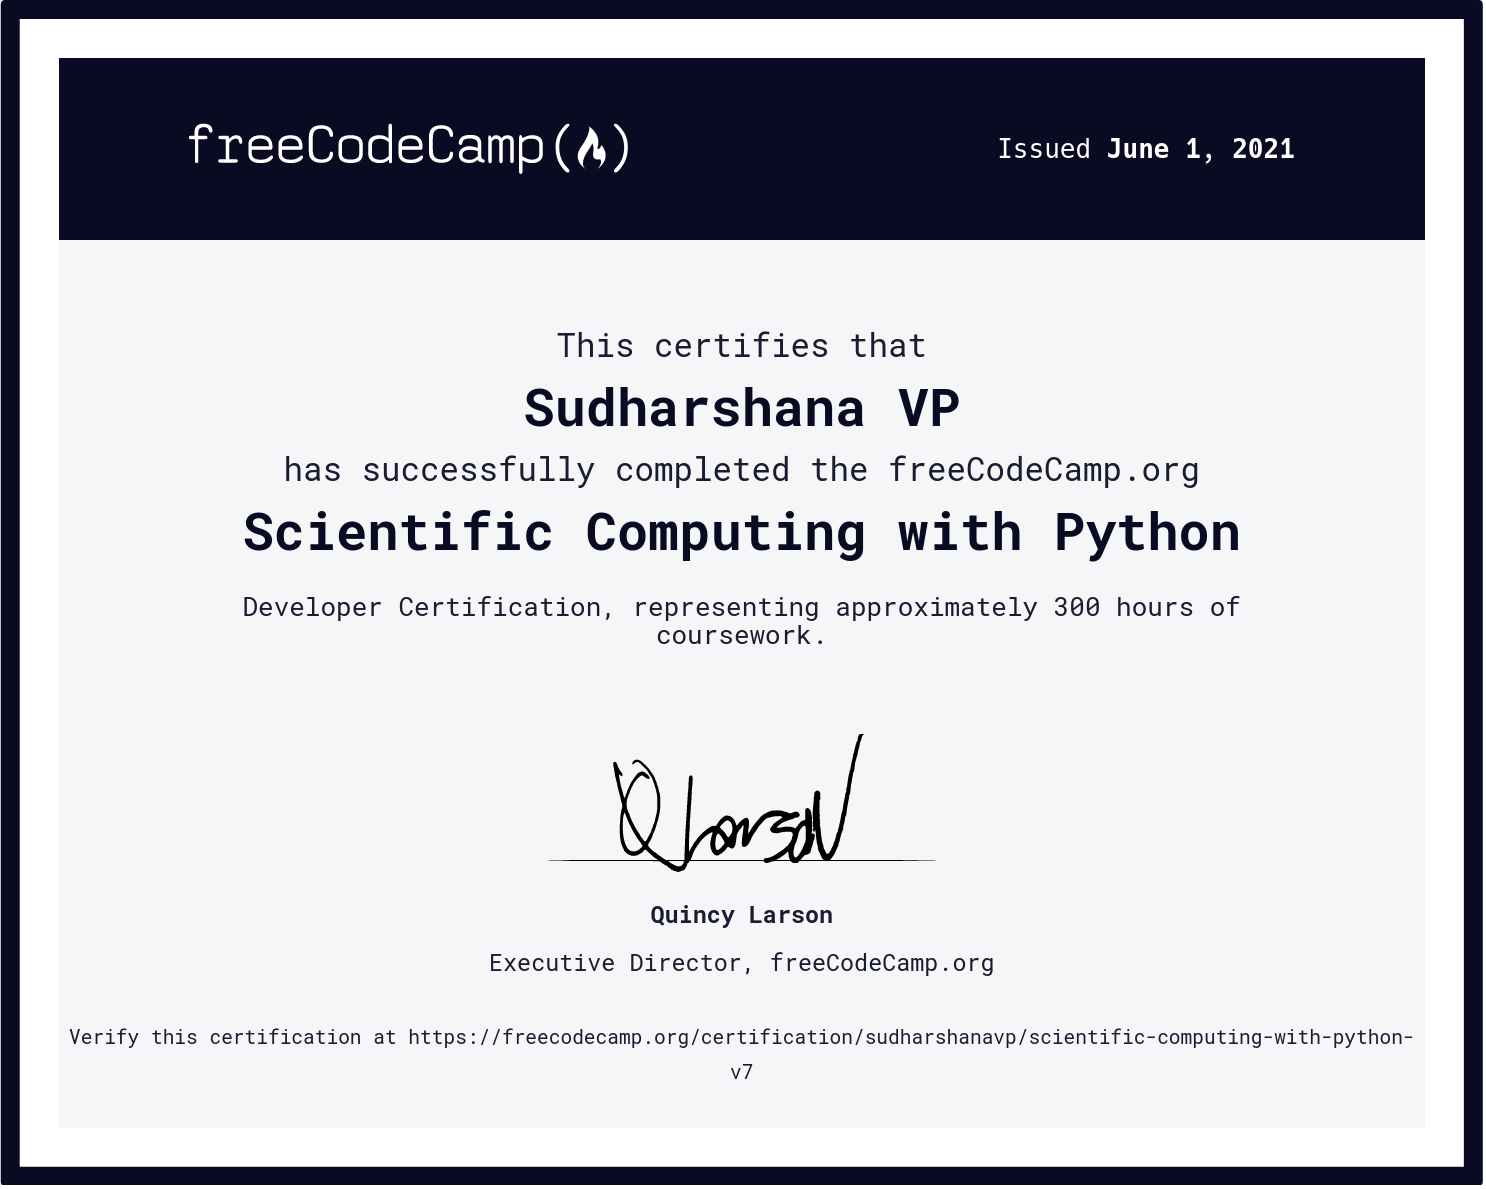 freeCodeCamp(🔥)
Issued June 1, 2021
This certifies that
Sudharshana VP
has successfully completed the freeCodeCamp.org
Scientific Computing with Python
Developer Certification, representing approximately 300 hours of
coursework.
Q Larson
Quincy Larson
Executive Director, freeCodeCamp.org
Verify this certification at https://freecodecamp.org/certification/sudharshanavp/scientific-computing-with-python-
v7